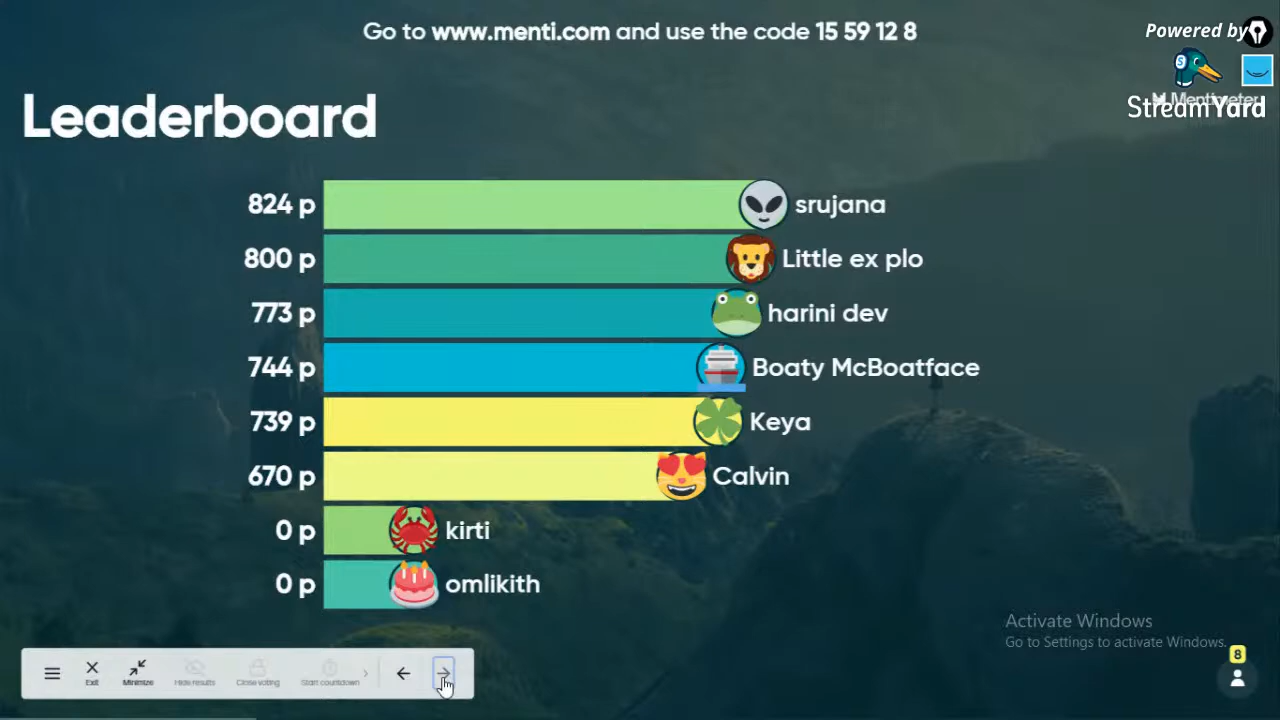 Go to www.menti.com and use the code 15 59 12 8
Powered by
Mentimeter
StreamYard
Leaderboard
824 p srujana
800 p Little ex plo
773 p harini dev
744 p Boaty McBoatface
739 p Keya
670 p Calvin
0 p kirti
0 p omlikith
Activate Windows
Go to Settings to activate Windows.
8
Exit Minimize Hide results Close voting Start countdown